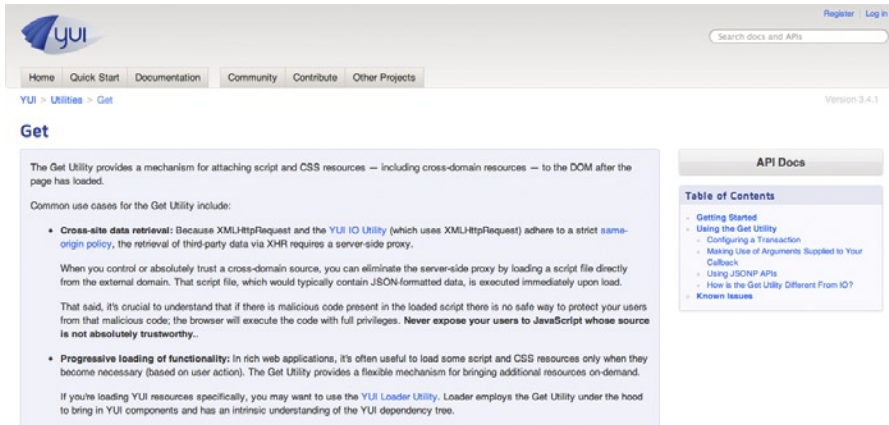 Register Log in
yui
Search docs and APIs
Home Quick Start Documentation Community Contribute Other Projects
YUI > Utilities > Get
Version 3.4.1
Get
The Get Utility provides a mechanism for attaching script and CSS resources — including cross-domain resources — to the DOM after the
page has loaded.
Common use cases for the Get Utility include:
• Cross-site data retrieval: Because XMLHttpRequest and the YUI IO Utility (which uses XMLHttpRequest) adhere to a strict same-
origin policy, the retrieval of third-party data via XHR requires a server-side proxy.
When you control or absolutely trust a cross-domain source, you can eliminate the server-side proxy by loading a script file directly
from the external domain. That script file, which would typically contain JSON-formatted data, is executed immediately upon load.
That said, it's crucial to understand that if there is malicious code present in the loaded script there is no safe way to protect your users
from that malicious code; the browser will execute the code with full privileges. Never expose your users to JavaScript whose source
is not absolutely trustworthy..
• Progressive loading of functionality: In rich web applications, it's often useful to load some script and CSS resources only when they
become necessary (based on user action). The Get Utility provides a flexible mechanism for bringing additional resources on-demand.
If you're loading YUI resources specifically, you may want to use the YUI Loader Utility. Loader employs the Get Utility under the hood
to bring in YUI components and has an intrinsic understanding of the YUI dependency tree.
API Docs
Table of Contents
Getting Started
Using the Get Utility
Configuring a Transaction
Making Use of Arguments Supplied to Your
Callback
Using JSONP APIs
How is the Get Utility Different From IO?
Known Issues